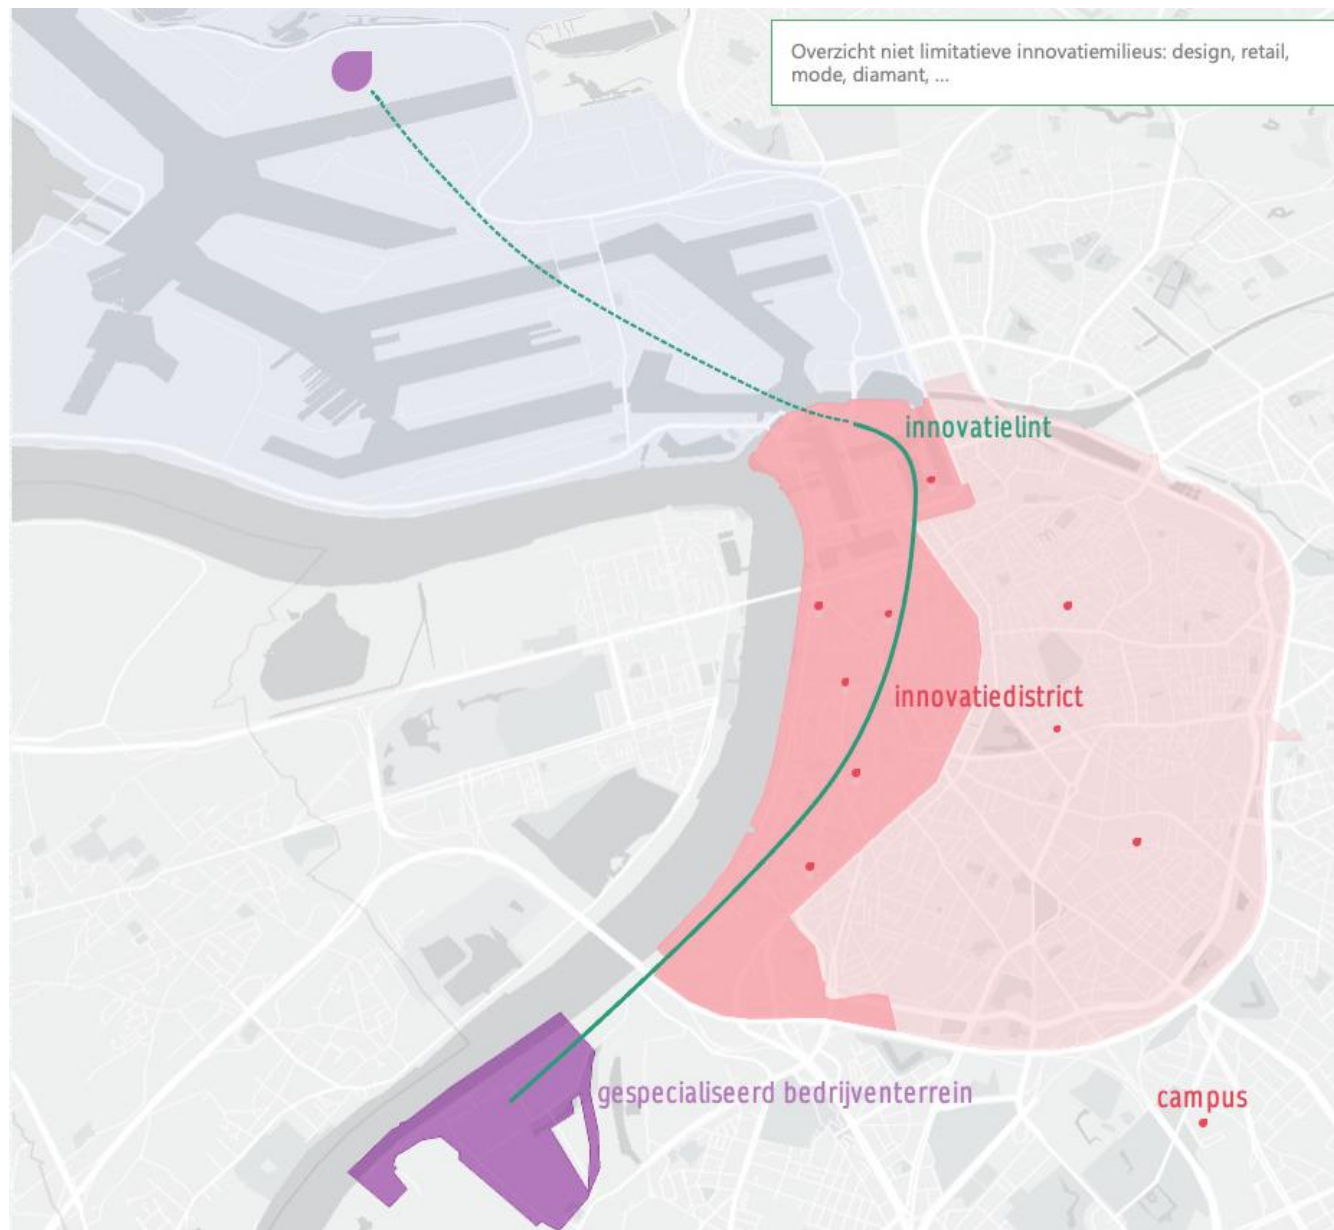 Overzicht niet limitatieve innovatiemilieus: design, retail,
mode, diamant, ...
innovatielint
innovatiedistrict
gespecialiseerd bedrijventerrein
campus